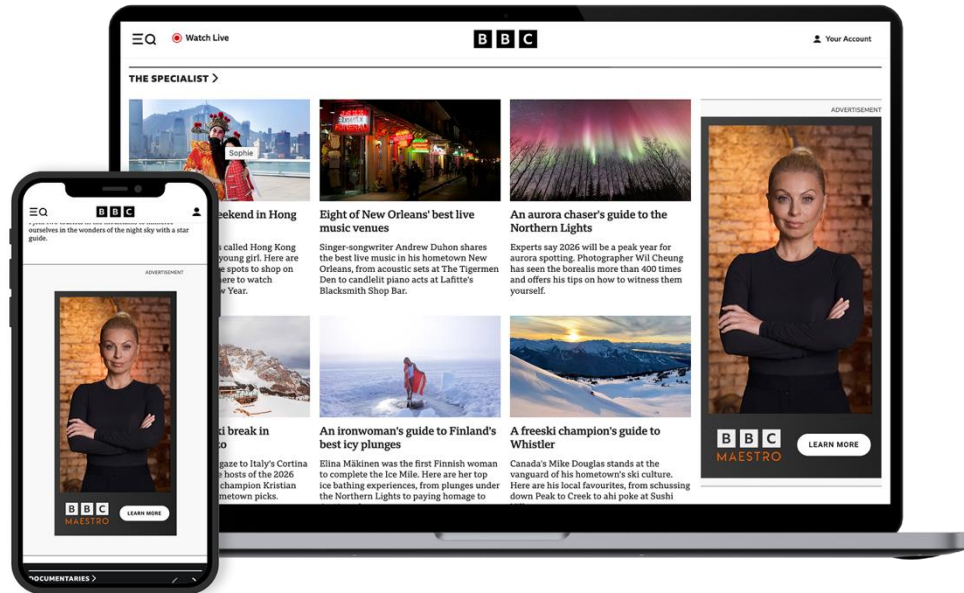 Watch Live
BBC
Your Account
THE SPECIALIST >
ADVERTISEMENT
Sophie
eekend in Hong
s called Hong Kong
young girl. Here are
e spots to shop on
here to watch
w Year.
Eight of New Orleans' best live
music venues
Singer-songwriter Andrew Duhon shares
the best live music in his hometown New
Orleans, from acoustic sets at The Tigermen
Den to candlelit piano acts at Lafitte's
Blacksmith Shop Bar.
An aurora chaser's guide to the
Northern Lights
Experts say 2026 will be a peak year for
aurora spotting. Photographer Wil Cheung
has seen the borealis more than 400 times
and offers his tips on how to witness them
yourself.
ki break in
gaze to Italy's Cortina
e hosts of the 2026
champion Kristian
metown picks.
An ironwoman's guide to Finland's
best icy plunges
Elina Mäkinen was the first Finnish woman
to complete the Ice Mile. Here are her top
ice bathing experiences, from plunges under
the Northern Lights to paying homage to
A freeski champion's guide to
Whistler
Canada's Mike Douglas stands at the
vanguard of his hometown's ski culture.
Here are his local favourites, from schussing
down Peak to Creek to ahi poke at Sushi
BBC
MAESTRO
LEARN MORE
BBC
ourselves in the wonders of the night sky with a star
guide.
ADVERTISEMENT
BBC
MAESTRO
LEARN MORE
DOCUMENTARIES >